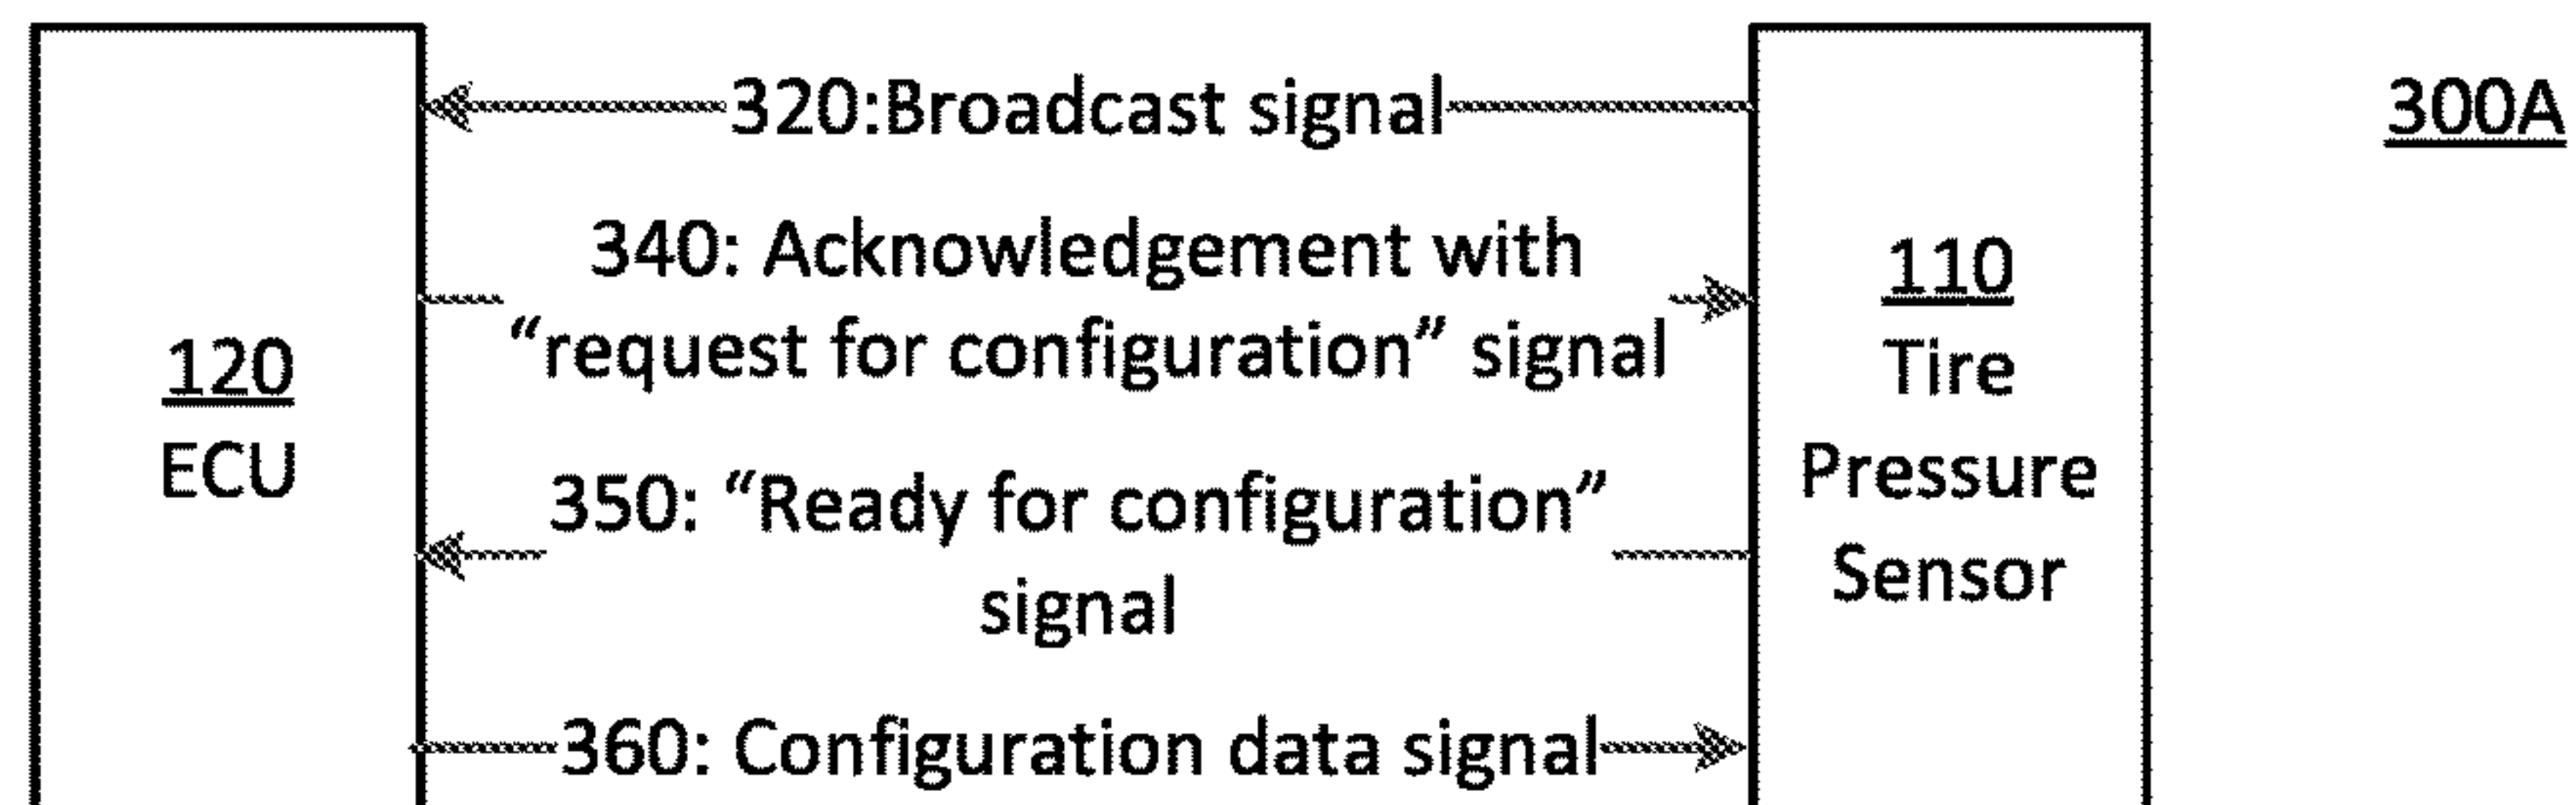 320:Broadcast signal
300A
340: Acknowledgement with
“request for configuration” signal
120
ECU
110
Tire
Pressure
Sensor
350: “Ready for configuration”
signal
360: Configuration data signal